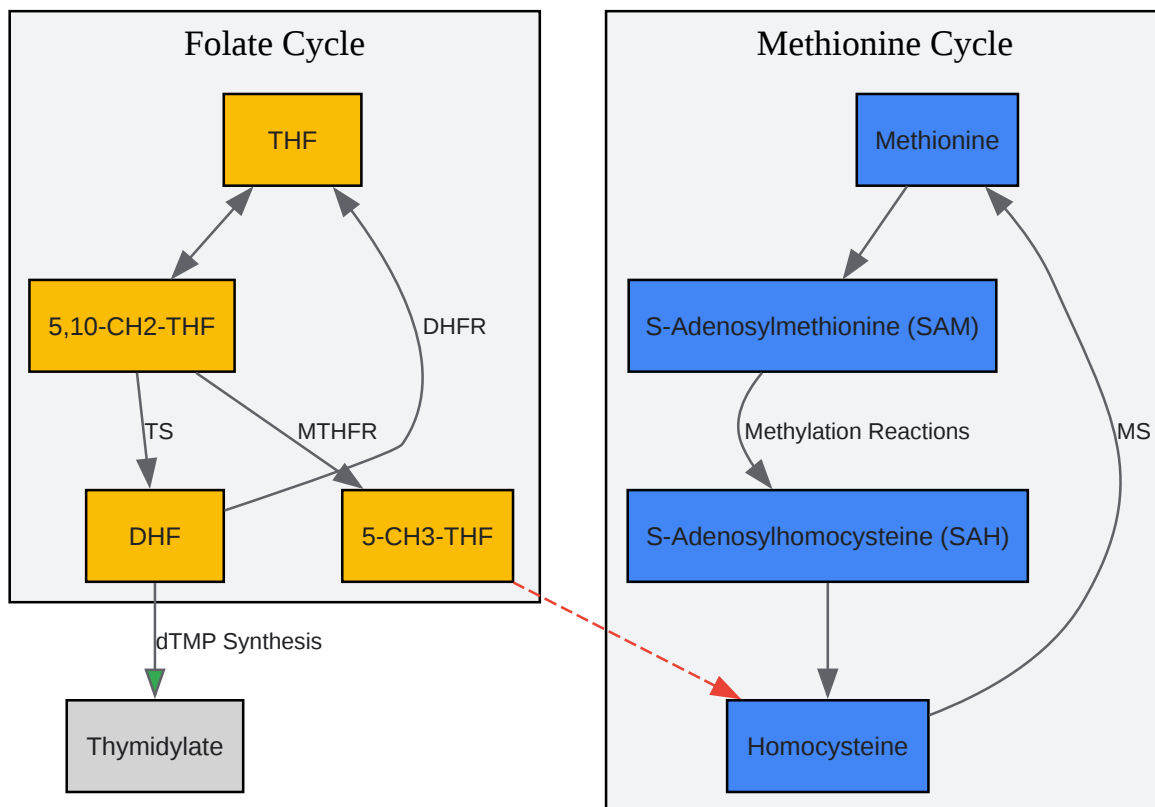 Folate Cycle
Methionine Cycle
THF
Methionine
5,10-CH2-THF
DHFR
S-Adenosylmethionine (SAM)
TS
MTHFR
Methylation Reactions
MS
DHF
5-CH3-THF
S-Adenosylhomocysteine (SAH)
dTMP Synthesis
Thymidylate
Homocysteine